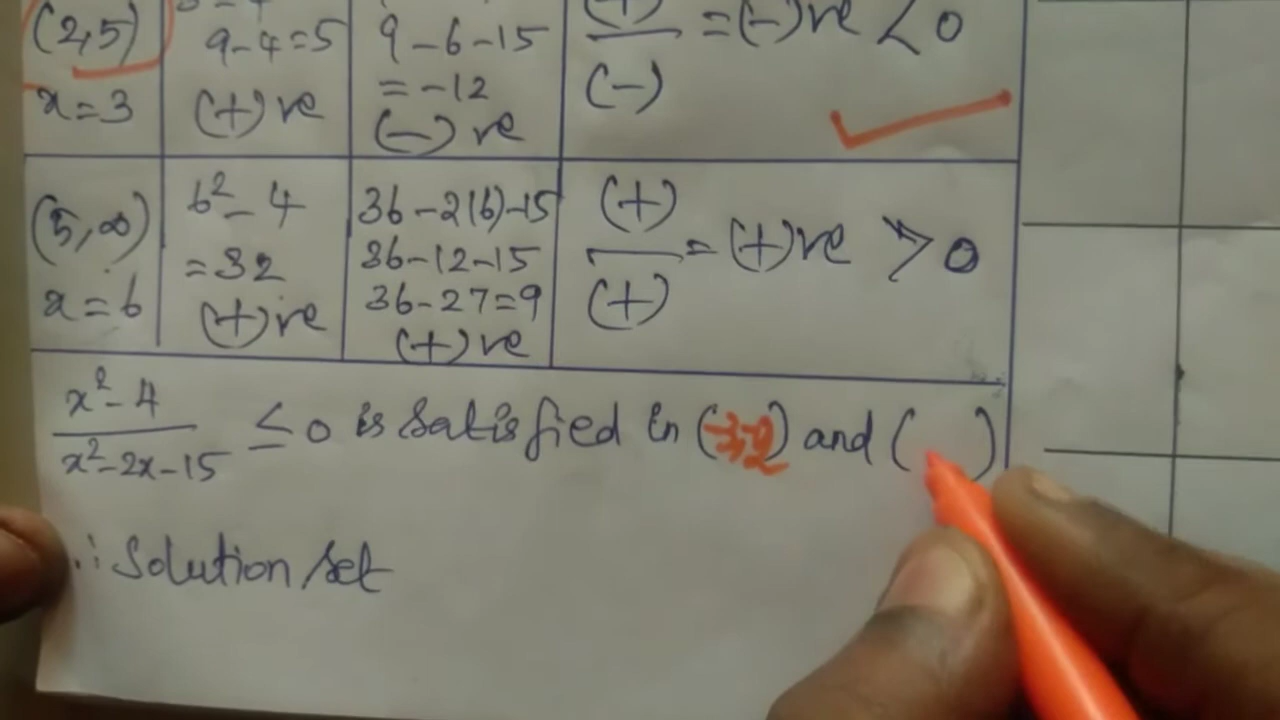 (2,5) 9-4=5 9-6-15 = (-)ve < 0
x=3 (+)ve =-12 (-)
(-)ve
(5,∞) 6²-4 36-2(6)-15 (+)/(+) = (+)ve > 0
x=6 =32 36-12-15
(+)ve 36-27=9
(+)ve
x²-4/x²-2x-15 ≤ 0 is satisfied in (-3,-2) and ( )
∴ Solution set